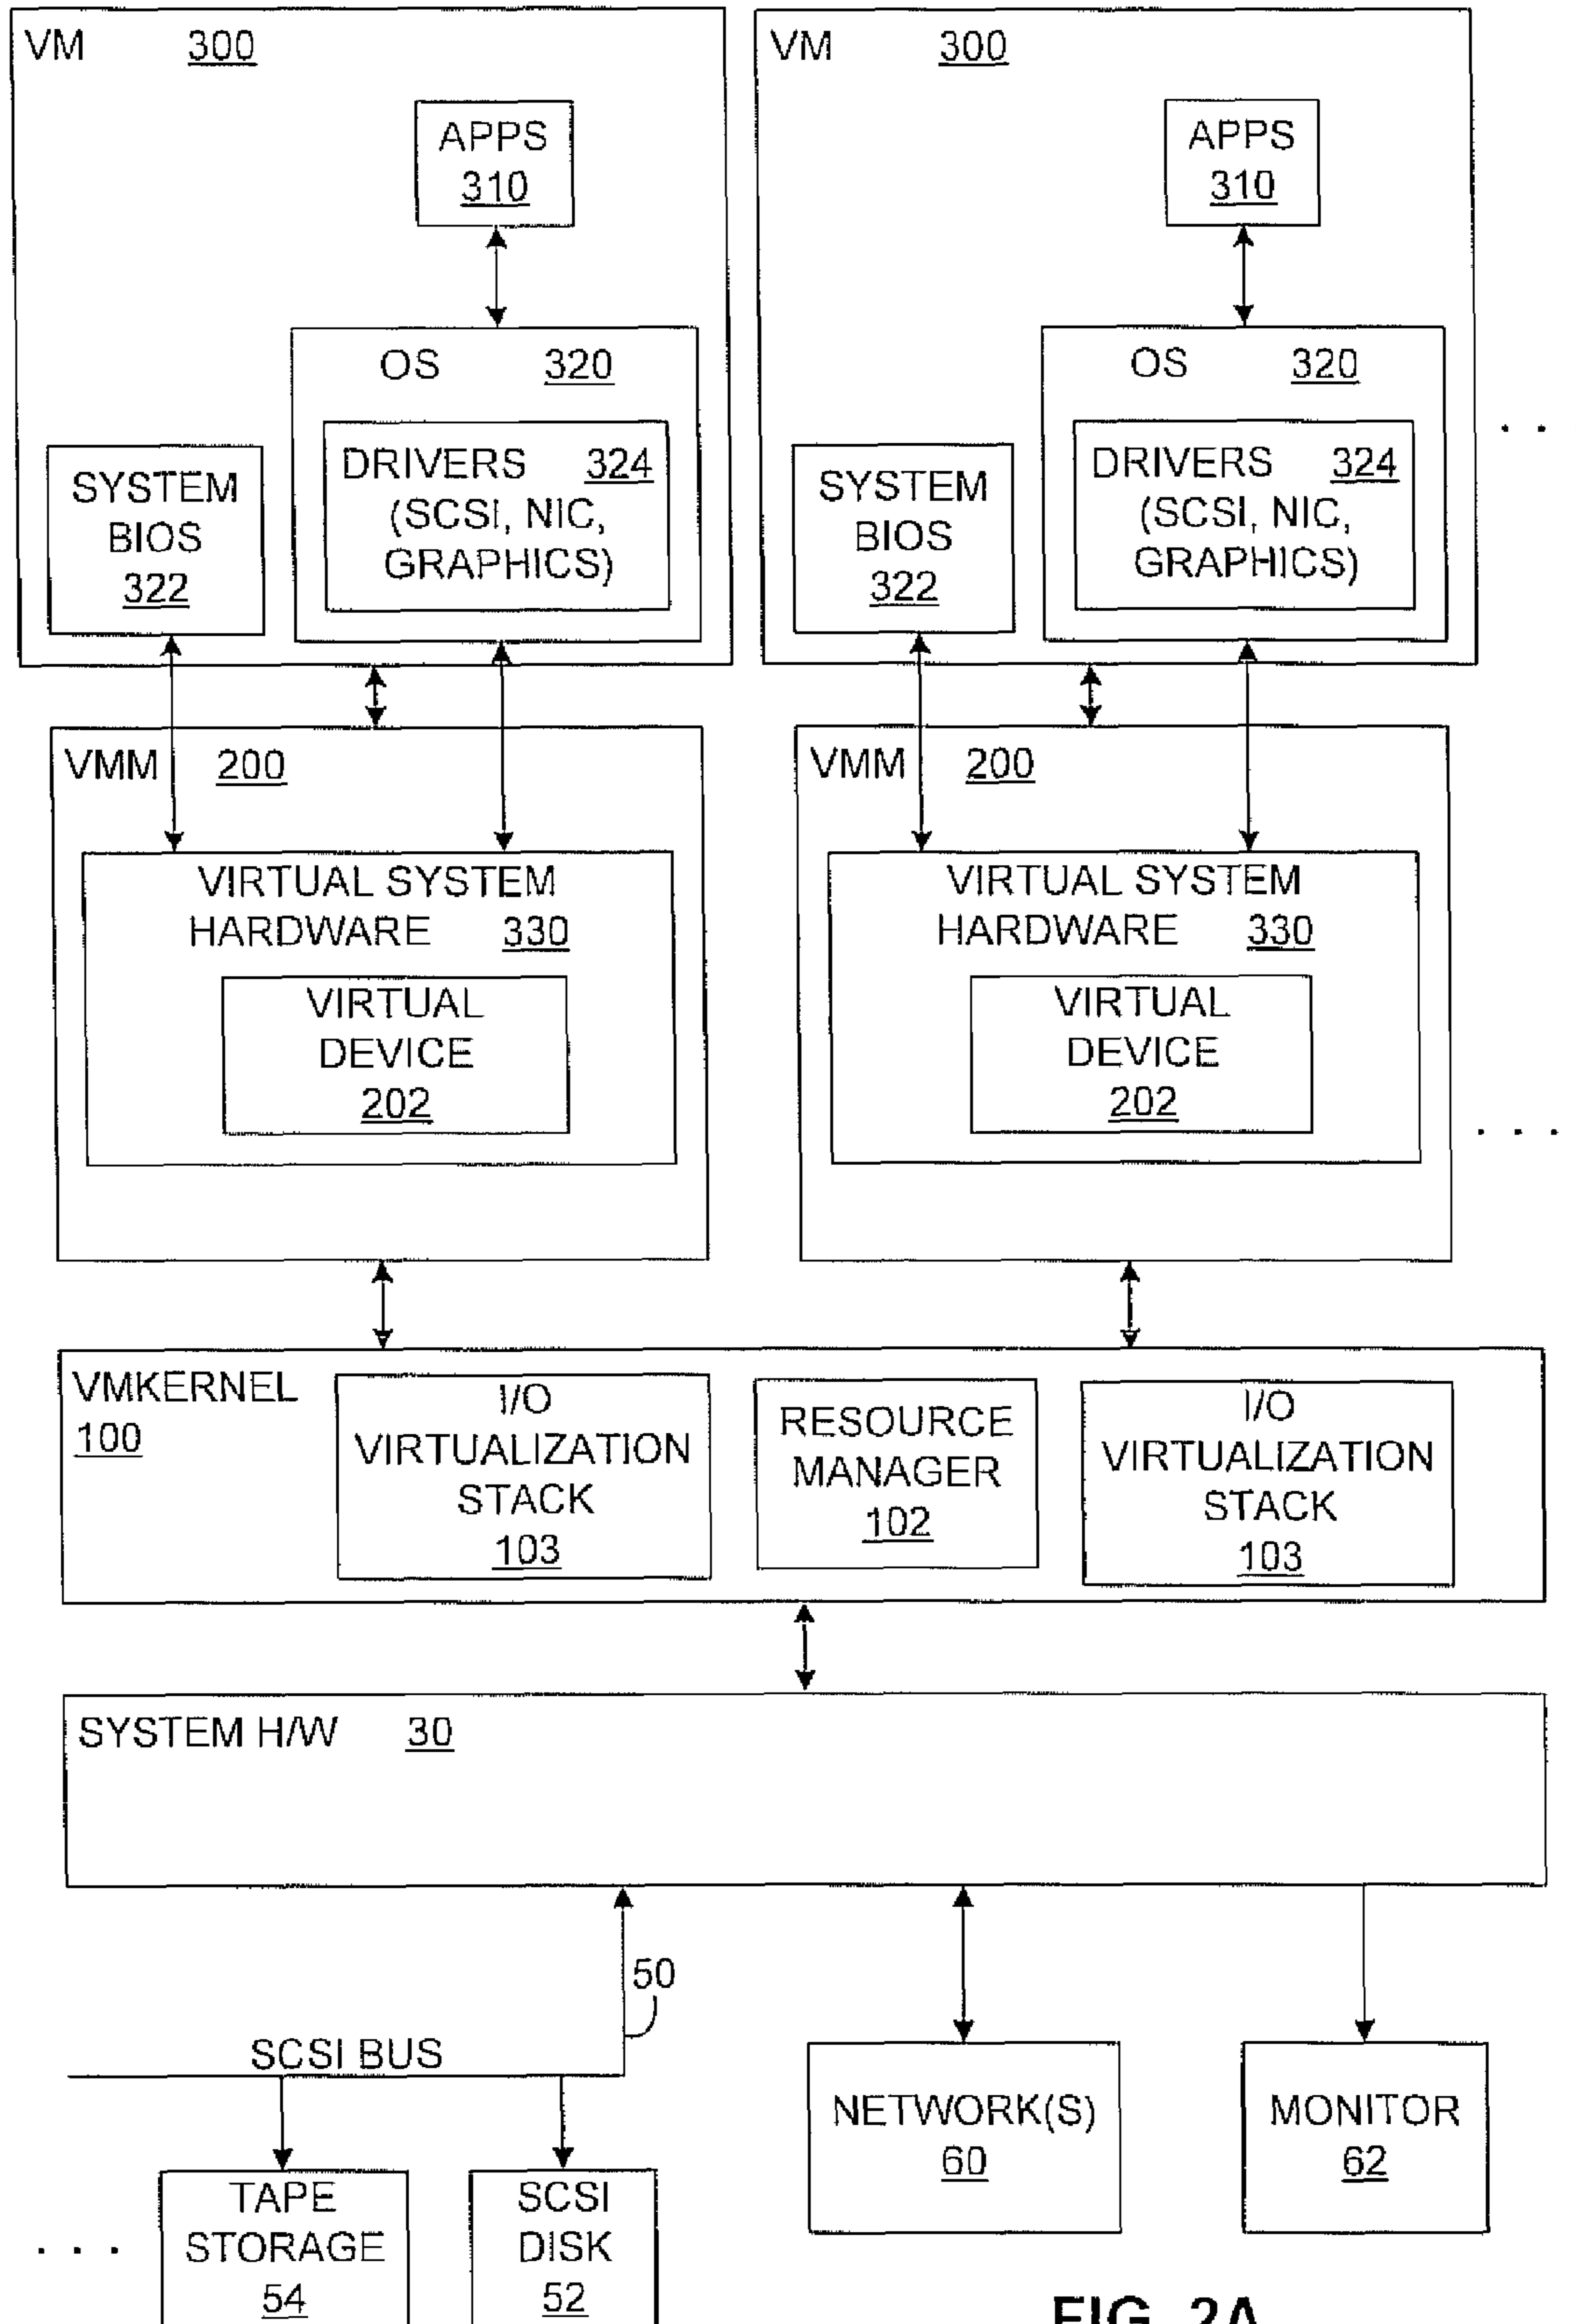 VM 300
APPS
310
OS 320
DRIVERS 324
(SCSI, NIC,
GRAPHICS)
SYSTEM
BIOS
322
VM 300
APPS
310
OS 320
DRIVERS 324
(SCSI, NIC,
GRAPHICS)
SYSTEM
BIOS
322
. .
VMM 200
VIRTUAL SYSTEM
HARDWARE 330
VIRTUAL
DEVICE
202
VMM 200
VIRTUAL SYSTEM
HARDWARE 330
VIRTUAL
DEVICE
202
. . .
VMKERNEL
100
I/O
VIRTUALIZATION
STACK
103
RESOURCE
MANAGER
102
I/O
VIRTUALIZATION
STACK
103
SYSTEM H/W 30
50
SCSI BUS
NETWORK(S)
60
MONITOR
62
. . .
TAPE
STORAGE
54
SCSI
DISK
52
FIG. 2A